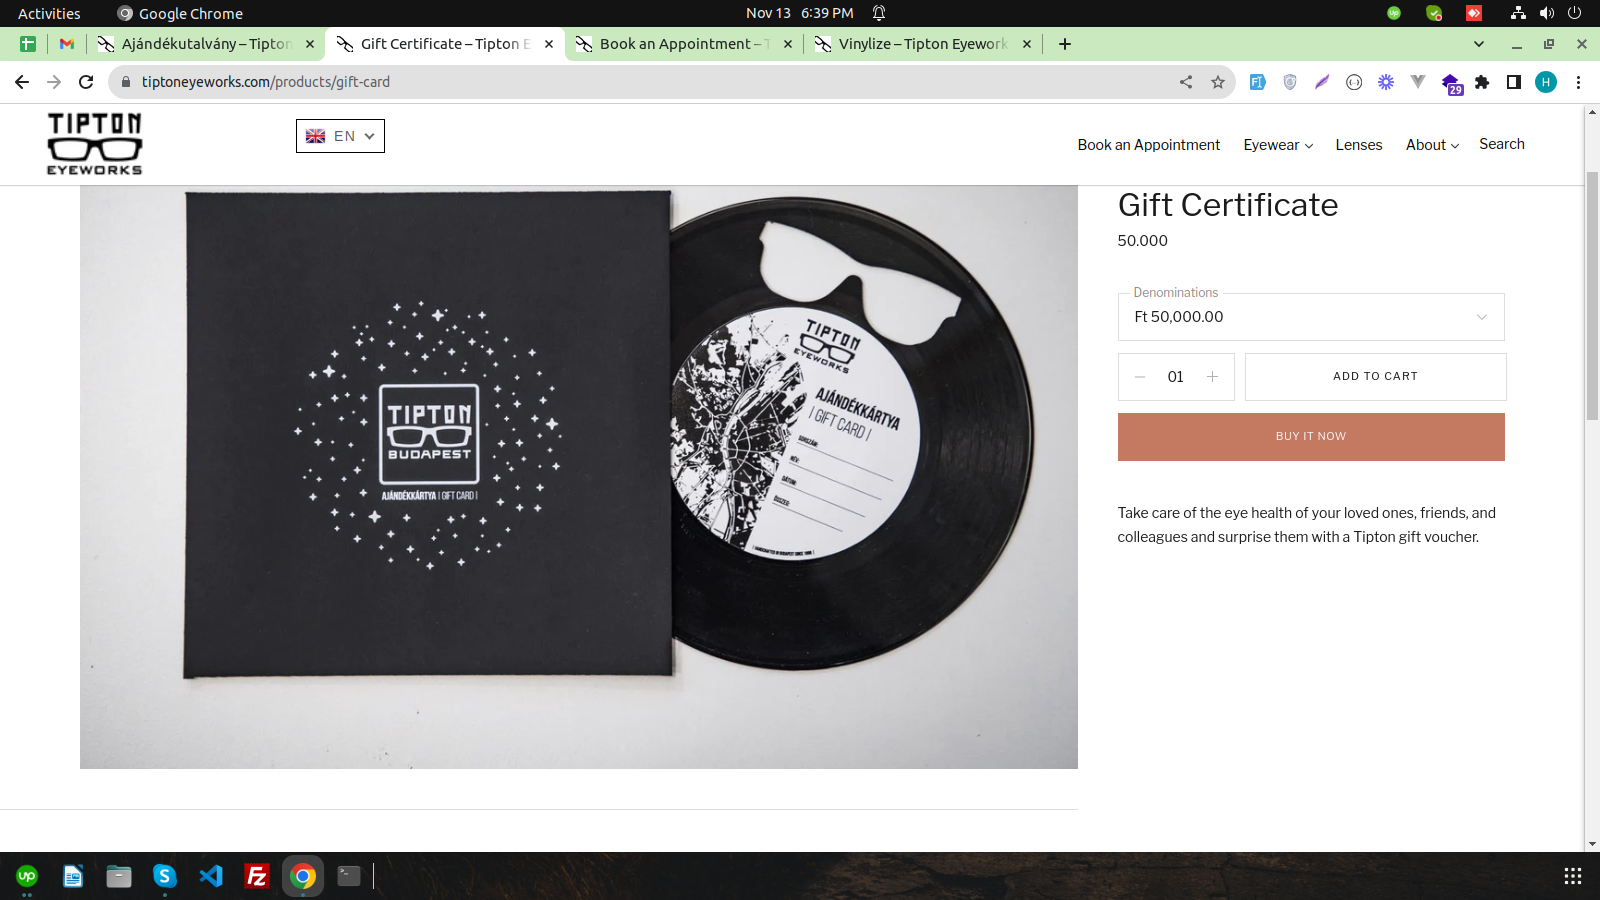 Activities
Google Chrome
Nov 13 6:39 PM
Ajándékutalvány – Tipton
Gift Certificate – Tipton E
Book an Appointment – T
Vinylize – Tipton Eyework
tiptoneyeworks.com/products/gift-card
29
H
TIPTON
EYEWORKS
EN
Book an Appointment
Eyewear
Lenses
About
Search
Gift Certificate
50.000
Denominations
Ft 50,000.00
01
ADD TO CART
BUY IT NOW
Take care of the eye health of your loved ones, friends, and
colleagues and surprise them with a Tipton gift voucher.
TIPTON
BUDAPEST
AJÁNDÉKKÁRTYA | GIFT CARD |
TIPTON
EYEWORKS
AJÁNDÉKKÁRTYA
| GIFT CARD |
SORSZÁM:
NÉV:
DÁTUM:
ÖSSZEG: